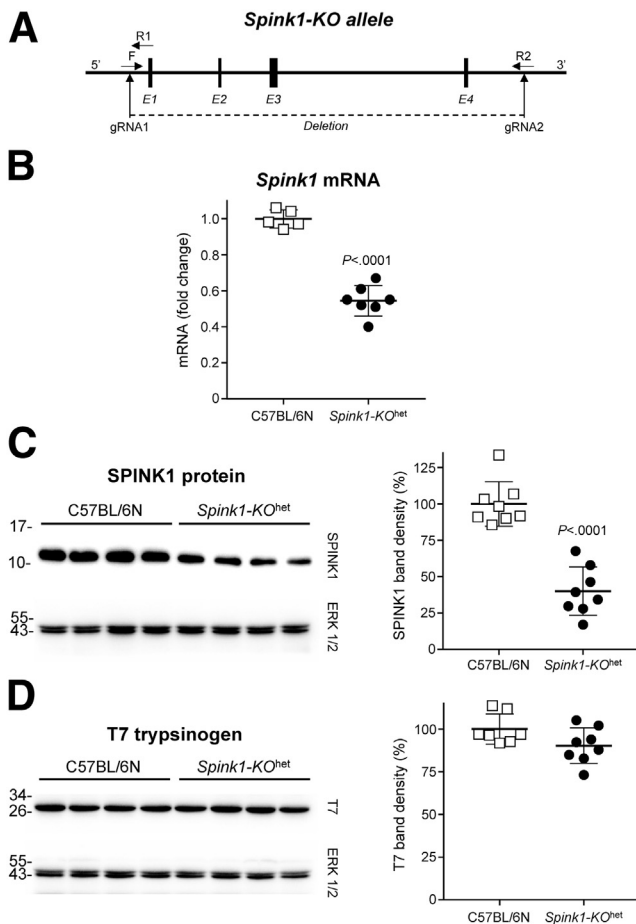 A
Spink1-KO allele
R1
5'
F
R2
3'
E1
E2
E3
E4
gRNA1
Deletion
gRNA2
B
Spink1 mRNA
mRNA (fold change)
1.0
0.8
0.6
0.4
0.2
0
P<.0001
C57BL/6N
Spink1-KOhet
C
SPINK1 protein
C57BL/6N
Spink1-KOhet
17-
10-
SPINK1
55-
43-
ERK 1/2
SPINK1 band density (%)
125
100
75
50
25
0
P<.0001
C57BL/6N
Spink1-KOhet
D
T7 trypsinogen
C57BL/6N
Spink1-KOhet
34-
26-
T7
55-
43-
ERK 1/2
T7 band density (%)
100
75
50
25
0
C57BL/6N
Spink1-KOhet